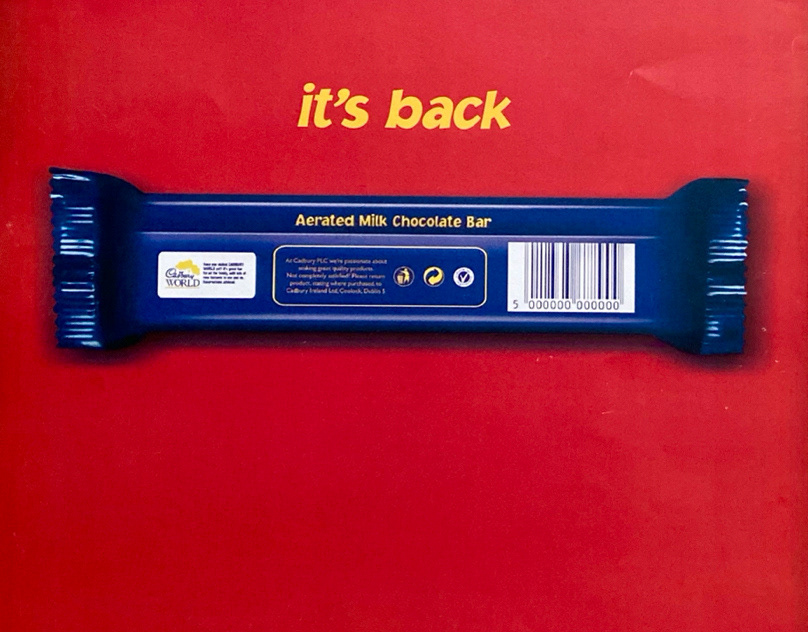 it's back
Aerated Milk Chocolate Bar
Cadbury
WORLD
At Cadbury PLC we're passionate about
making great quality products.
Not completely satisfied? Please return
product, stating where purchased to
Cadbury Ireland Ltd, Coolock, Dublin 5
5 000000 000000